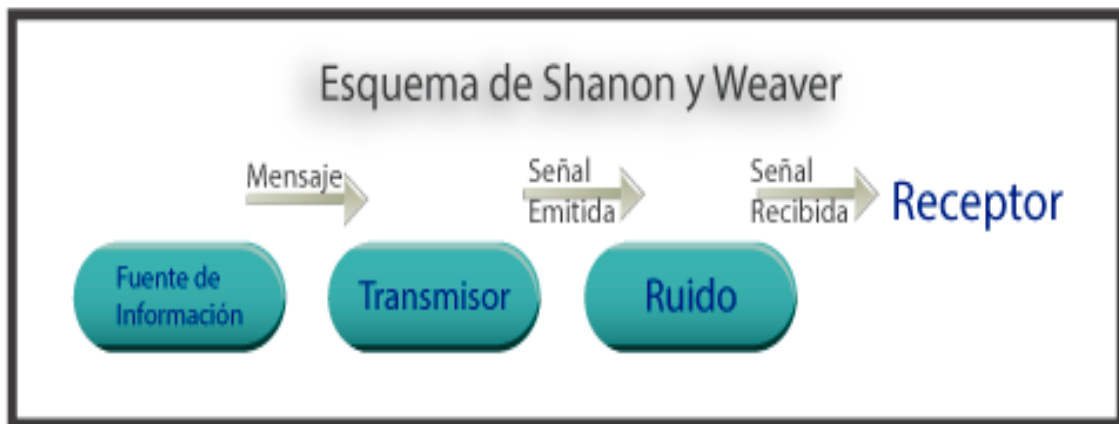 Esquema de Shanon y Weaver
Mensaje
Señal
Emitida
Señal
Recibida
Receptor
Fuente de
Información
Transmisor
Ruido